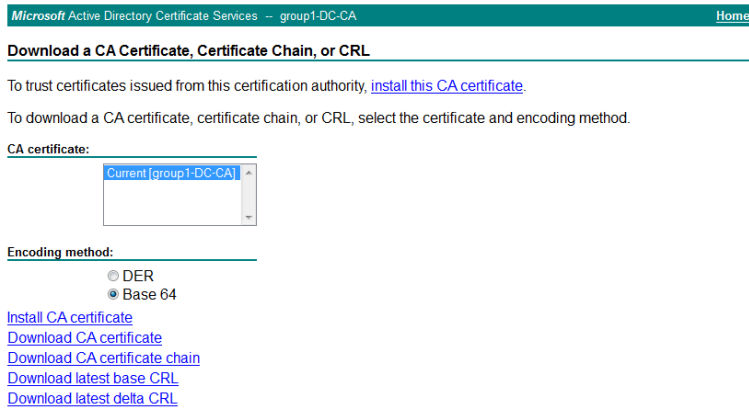 Microsoft Active Directory Certificate Services -- group1-DC-CA Home
Download a CA Certificate, Certificate Chain, or CRL
To trust certificates issued from this certification authority, install this CA certificate.
To download a CA certificate, certificate chain, or CRL, select the certificate and encoding method.
CA certificate:
Current [group1-DC-CA]
Encoding method:
DER
Base 64
Install CA certificate
Download CA certificate
Download CA certificate chain
Download latest base CRL
Download latest delta CRL